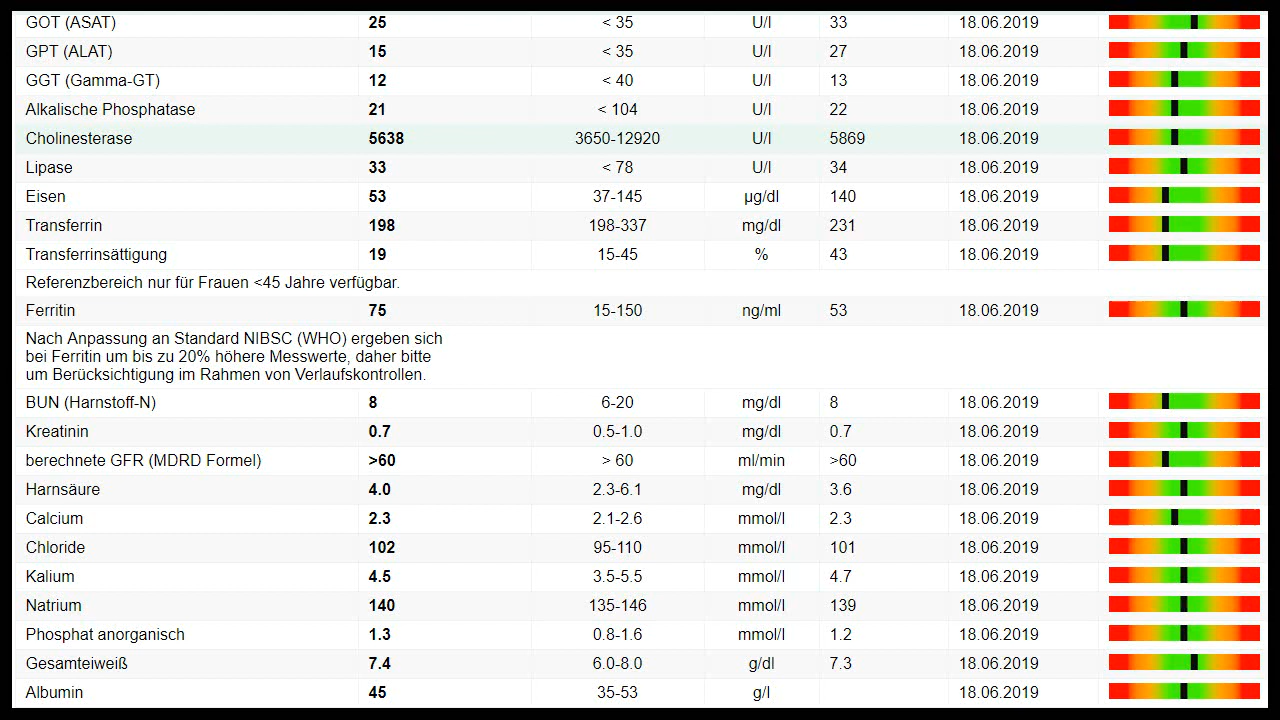 GOT (ASAT) 25 < 35 U/l 33 18.06.2019
GPT (ALAT) 15 < 35 U/l 27 18.06.2019
GGT (Gamma-GT) 12 < 40 U/l 13 18.06.2019
Alkalische Phosphatase 21 < 104 U/l 22 18.06.2019
Cholinesterase 5638 3650-12920 U/l 5869 18.06.2019
Lipase 33 < 78 U/l 34 18.06.2019
Eisen 53 37-145 µg/dl 140 18.06.2019
Transferrin 198 198-337 mg/dl 231 18.06.2019
Transferrinsättigung 19 15-45 % 43 18.06.2019
Referenzbereich nur für Frauen <45 Jahre verfügbar.
Ferritin 75 15-150 ng/ml 53 18.06.2019
Nach Anpassung an Standard NIBSC (WHO) ergeben sich
bei Ferritin um bis zu 20% höhere Messwerte, daher bitte
um Berücksichtigung im Rahmen von Verlaufskontrollen.
BUN (Harnstoff-N) 8 6-20 mg/dl 8 18.06.2019
Kreatinin 0.7 0.5-1.0 mg/dl 0.7 18.06.2019
berechnete GFR (MDRD Formel) >60 > 60 ml/min >60 18.06.2019
Harnsäure 4.0 2.3-6.1 mg/dl 3.6 18.06.2019
Calcium 2.3 2.1-2.6 mmol/l 2.3 18.06.2019
Chloride 102 95-110 mmol/l 101 18.06.2019
Kalium 4.5 3.5-5.5 mmol/l 4.7 18.06.2019
Natrium 140 135-146 mmol/l 139 18.06.2019
Phosphat anorganisch 1.3 0.8-1.6 mmol/l 1.2 18.06.2019
Gesamteiweiß 7.4 6.0-8.0 g/dl 7.3 18.06.2019
Albumin 45 35-53 g/l 18.06.2019